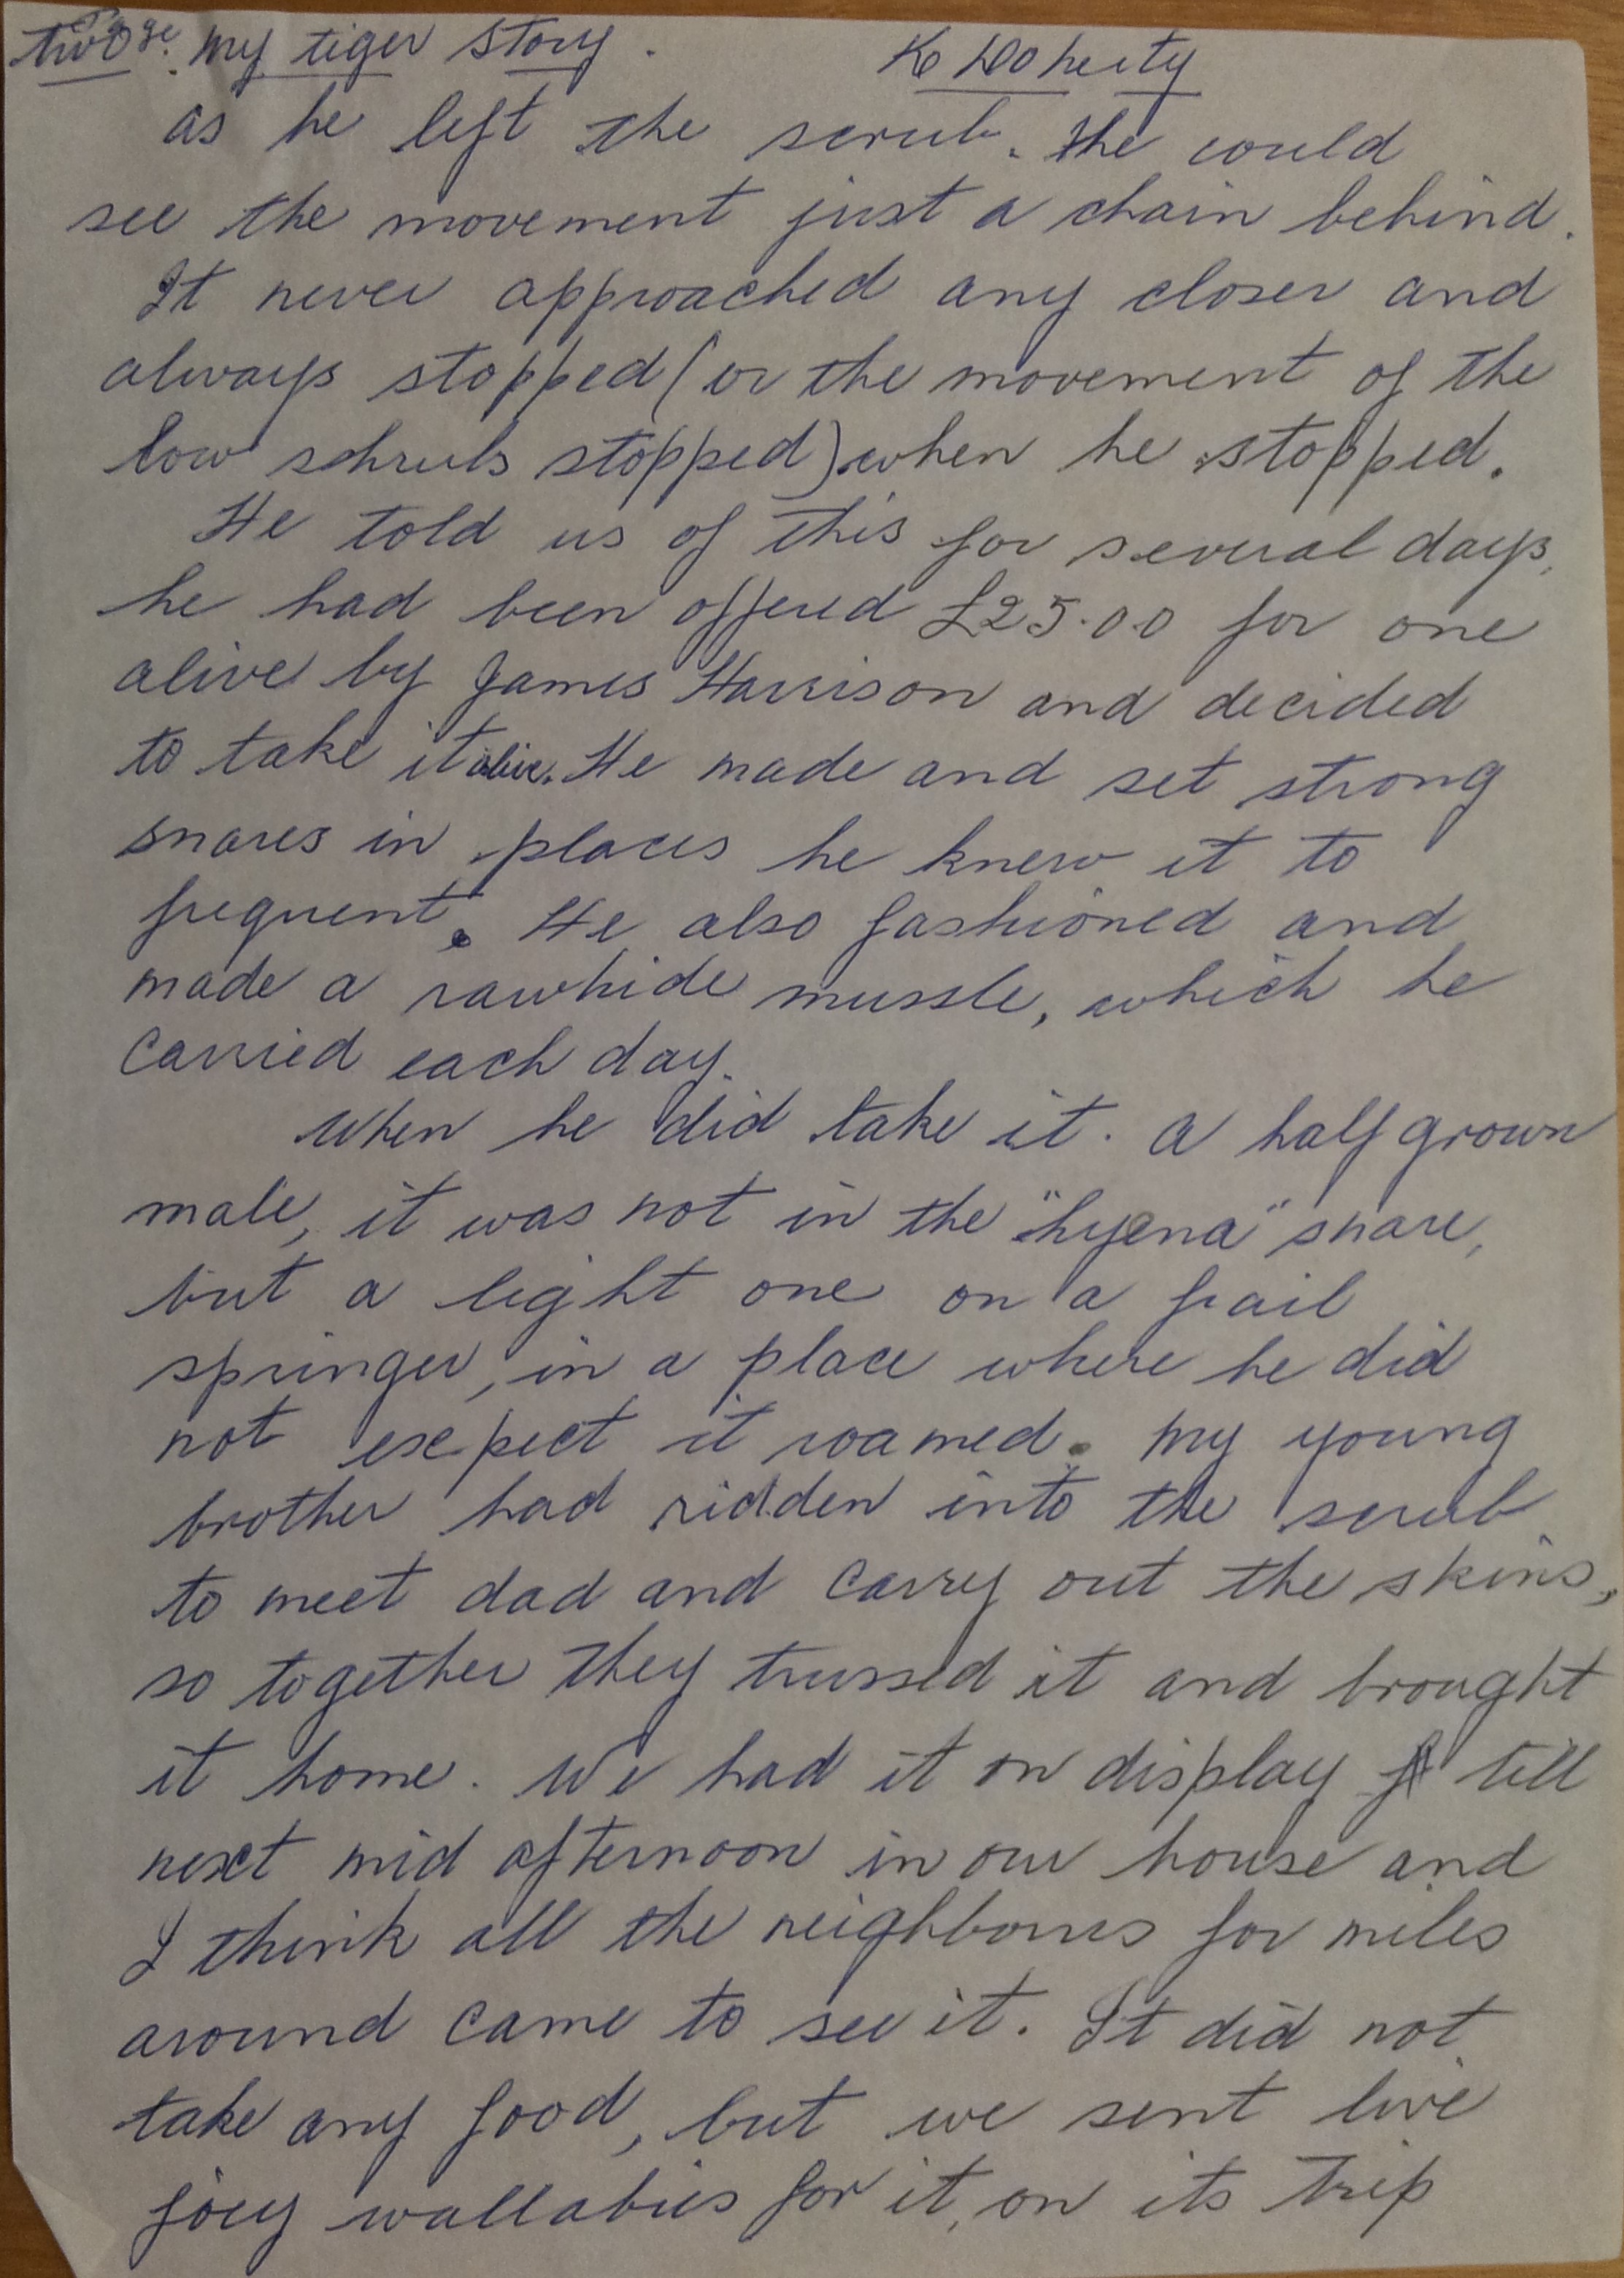 Page two. My tiger story. K Doherty
as he left the scrub. He could
see the movement just a chain behind.
It never approached any closer and
always stopped (or the movement of the
low schrubs stopped) when he stopped.
He told us of this for several days,
he had been offered £25.00 for one
alive by James Harrison and decided
to take it alive. He made and set strong
snares in places he knew it to
frequent. He also fashioned and
made a rawhide mussle, which he
carried each day.
When he did take it. a half grown
male, it was not in the "hyena" snare,
but a light one on a frail
springer, in a place where he did
not expect it roamed. My young
brother had ridden into the scrub
to meet dad and carry out the skins,
so together they trussed it and brought
it home. We had it on display till
next mid afternoon in our house and
I think all the neighbours for miles
around came to see it. It did not
take any food, but we sent live
joey wallabies for it, on its trip